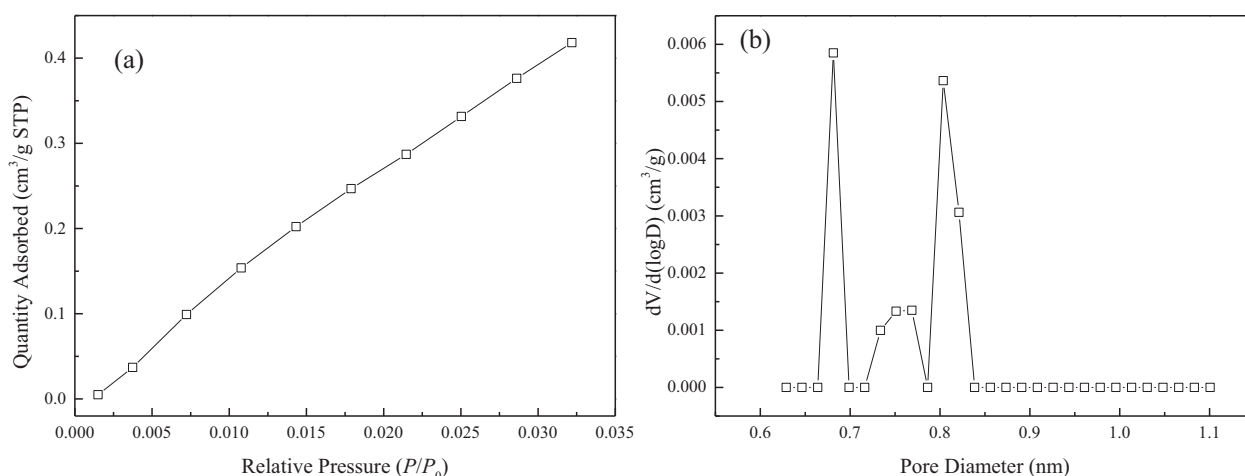 (a)
0.4
0.3
0.2
0.1
0.0
Quantity Adsorbed (cm³/g STP)
0.000 0.005 0.010 0.015 0.020 0.025 0.030 0.035
Relative Pressure (P/P₀)
(b)
0.006
0.005
0.004
0.003
0.002
0.001
0.000
dV/d(logD) (cm³/g)
0.6 0.7 0.8 0.9 1.0 1.1
Pore Diameter (nm)